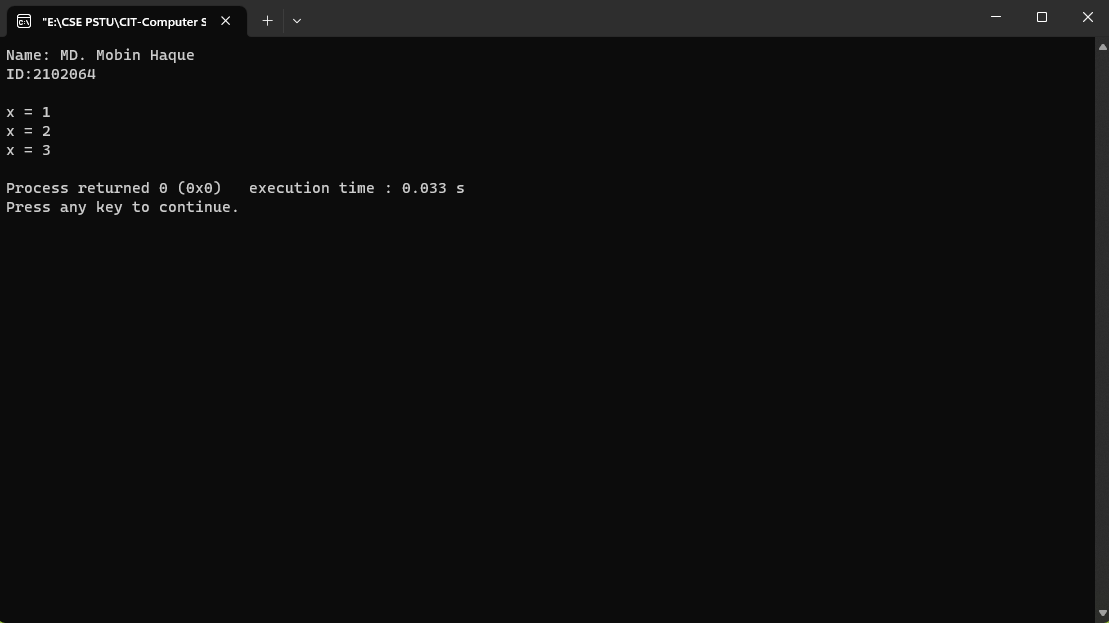 "E:\CSE PSTU\CIT-Computer S
Name: MD. Mobin Haque
ID:2102064
x = 1
x = 2
x = 3
Process returned 0 (0x0)   execution time : 0.033 s
Press any key to continue.